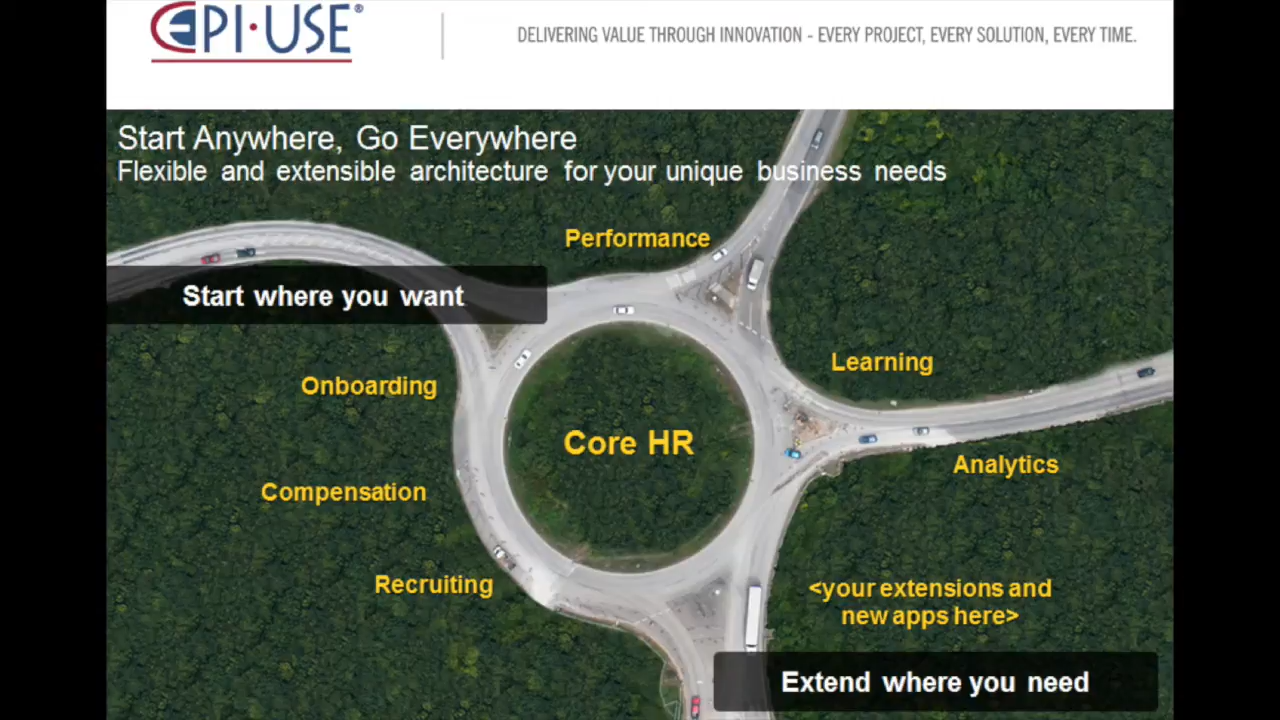 EPI·USE®
DELIVERING VALUE THROUGH INNOVATION - EVERY PROJECT, EVERY SOLUTION, EVERY TIME.
Start Anywhere, Go Everywhere
Flexible and extensible architecture for your unique business needs
Performance
Start where you want
Learning
Onboarding
Core HR
Analytics
Compensation
Recruiting
<your extensions and
new apps here>
Extend where you need